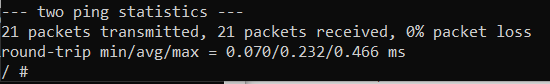 --- two ping statistics ---
21 packets transmitted, 21 packets received, 0% packet loss
round-trip min/avg/max = 0.070/0.232/0.466 ms
/ #